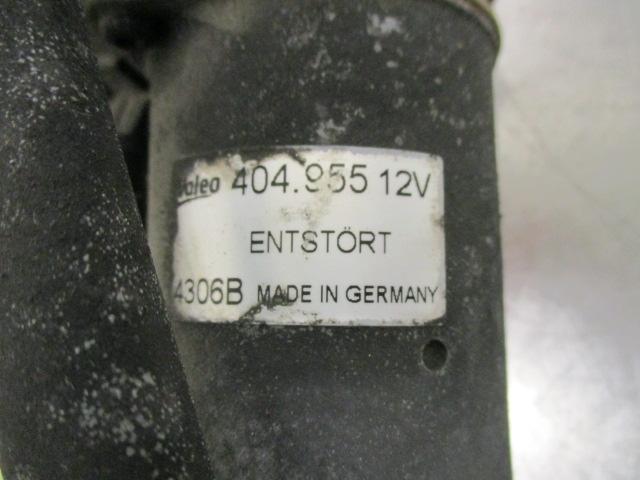 Valeo 404.955 12V
ENTSTÖRT
4306B MADE IN GERMANY